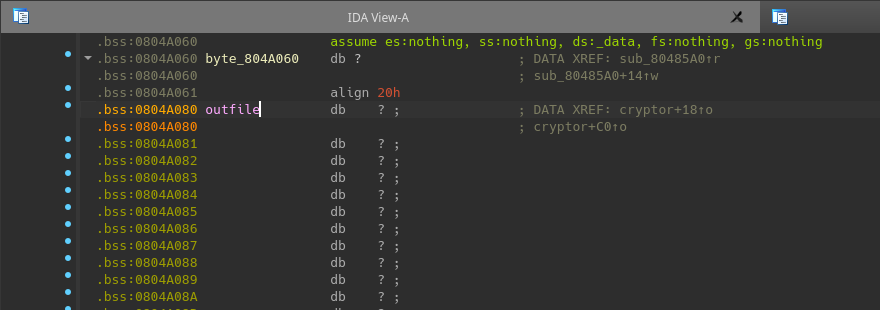 IDA View-A
.bss:0804A060 assume es:nothing, ss:nothing, ds:_data, fs:nothing, gs:nothing
.bss:0804A060 byte_804A060 db ? ; DATA XREF: sub_80485A0↑r
.bss:0804A060 ; sub_80485A0+14↑w
.bss:0804A061 align 20h
.bss:0804A080 outfile db ? ; ; DATA XREF: cryptor+18↑o
.bss:0804A080 ; cryptor+C0↑o
.bss:0804A081 db ? ;
.bss:0804A082 db ? ;
.bss:0804A083 db ? ;
.bss:0804A084 db ? ;
.bss:0804A085 db ? ;
.bss:0804A086 db ? ;
.bss:0804A087 db ? ;
.bss:0804A088 db ? ;
.bss:0804A089 db ? ;
.bss:0804A08A db ? ;